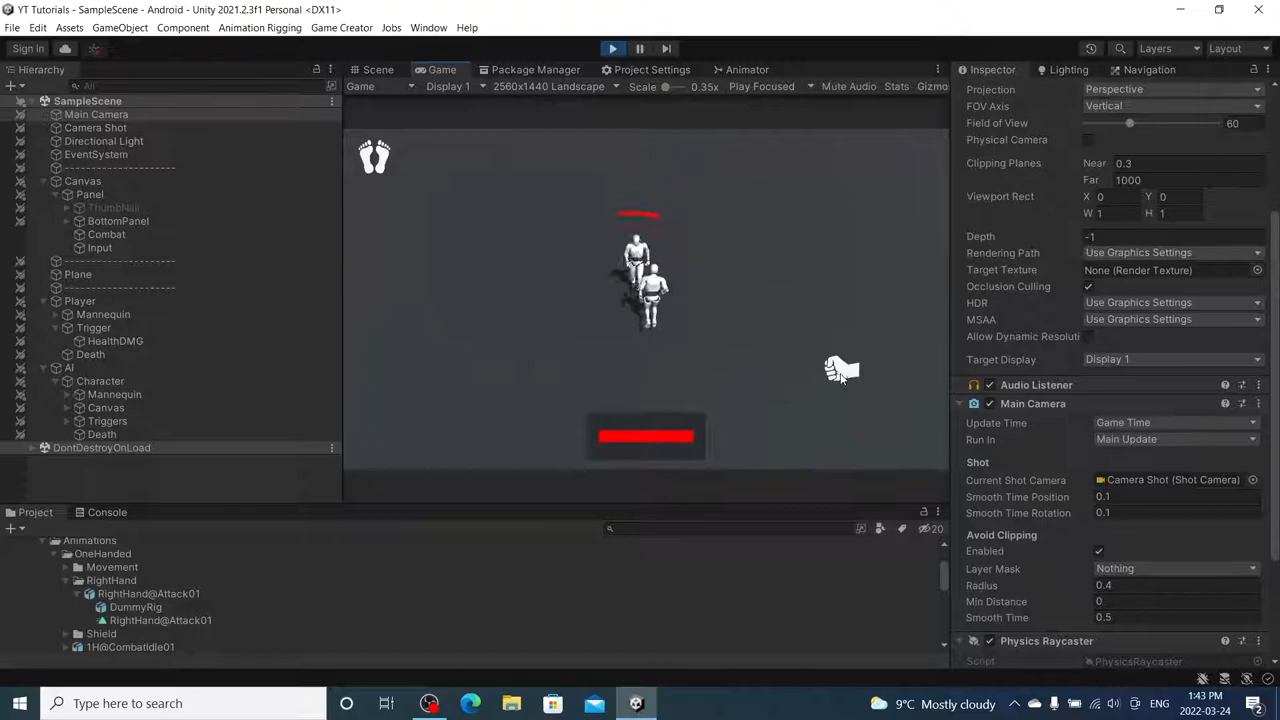 YT Tutorials - SampleScene - Android - Unity 2021.2.3f1 Personal <DX11>
File Edit Assets GameObject Component Animation Rigging Game Creator Jobs Window Help
Sign in
Layers
Layout
Hierarchy
Scene
Game
Package Manager
Project Settings
Animator
Inspector
Lighting
Navigation
All
Game
Display 1
2560x1440 Landscape
Scale
0.35x
Play Focused
Mute Audio
Stats
Gizmo
SampleScene
Main Camera
Camera Shot
Directional Light
EventSystem
----------------------
Canvas
Panel
ThumbNail
BottomPanel
Combat
Input
----------------------
Plane
----------------------
Player
Mannequin
Trigger
HealthDMG
Death
AI
Character
Mannequin
Canvas
Triggers
Death
DontDestroyOnLoad
Projection Perspective
FOV Axis Vertical
Field of View 60
Physical Camera
Clipping Planes Near 0.3
Far 1000
Viewport Rect X 0 Y 0
W 1 H 1
Depth -1
Rendering Path Use Graphics Settings
Target Texture None (Render Texture)
Occlusion Culling
HDR Use Graphics Settings
MSAA Use Graphics Settings
Allow Dynamic Resoluti
Target Display Display 1
Audio Listener
Main Camera
Update Time Game Time
Run In Main Update
Shot
Current Shot Camera Camera Shot (Shot Camera)
Smooth Time Position 0.1
Smooth Time Rotation 0.1
Avoid Clipping
Enabled
Layer Mask Nothing
Radius 0.4
Min Distance 0
Smooth Time 0.5
Physics Raycaster
Script PhysicsRaycaster
Project Console
20
Animations
OneHanded
Movement
RightHand
RightHand@Attack01
DummyRig
RightHand@Attack01
Shield
1H@CombatIdle01
Type here to search
9°C Mostly cloudy
ENG
1:43 PM
2022-03-24
2